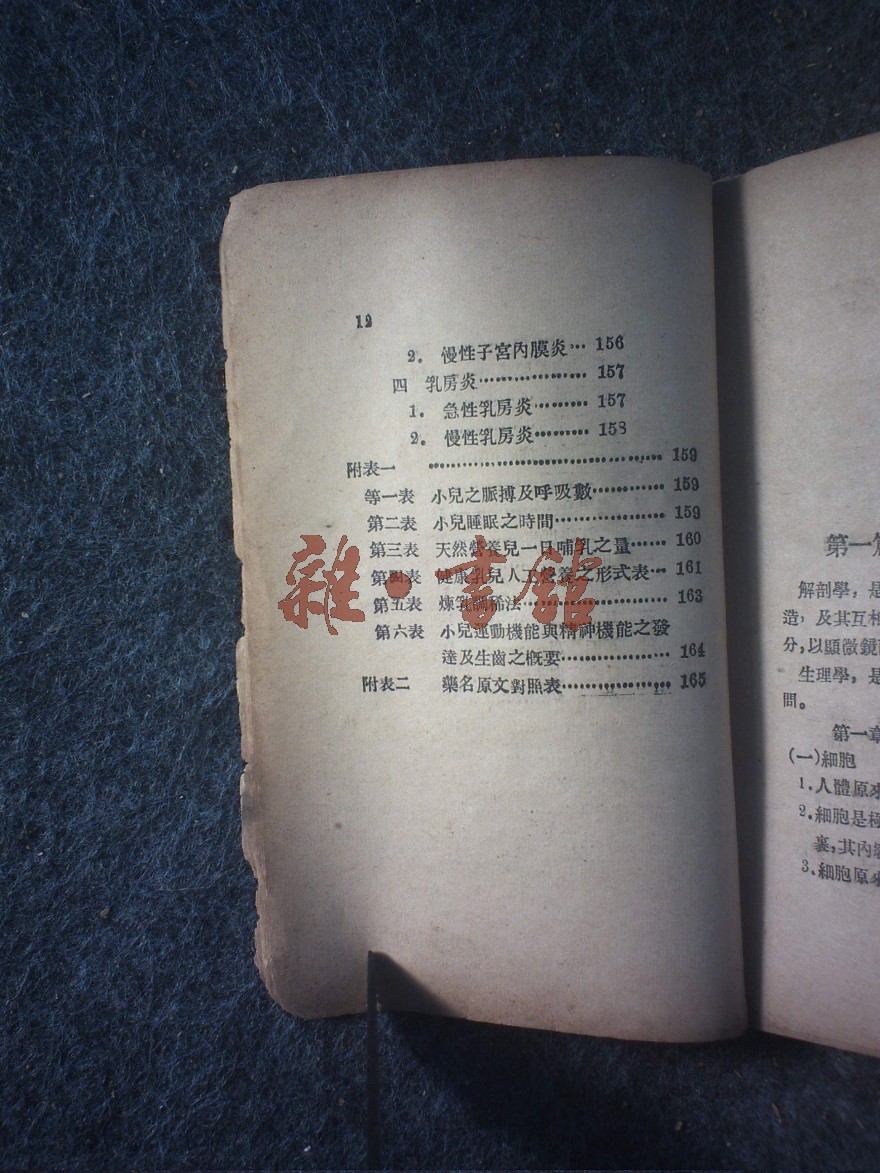 12
2. 慢性子宮內膜炎… 156
四 乳房炎……………… 157
1. 急性乳房炎……… 157
2. 慢性乳房炎……… 158
附表一 ……………………………… 159
等一表 小兒之脈搏及呼吸數………… 159
第二表 小兒睡眠之時間……………… 159
第三表 天然營養兒一日哺乳之量…… 160
第四表 健康乳兒人工營養之形式表… 161
第五表 煉乳調稀法…………………… 163
第六表 小兒運動機能與精神機能之發
達及生齒之概要……………… 164
附表二 藥名原文對照表……………… 165
雜·書館
第一篇
解剖學，是
造，及其互相
分，以顯微鏡
生理學，是
問。
第一章
(一)細胞
1.人體原來
2.細胞是極
裹，其內
3.細胞原來